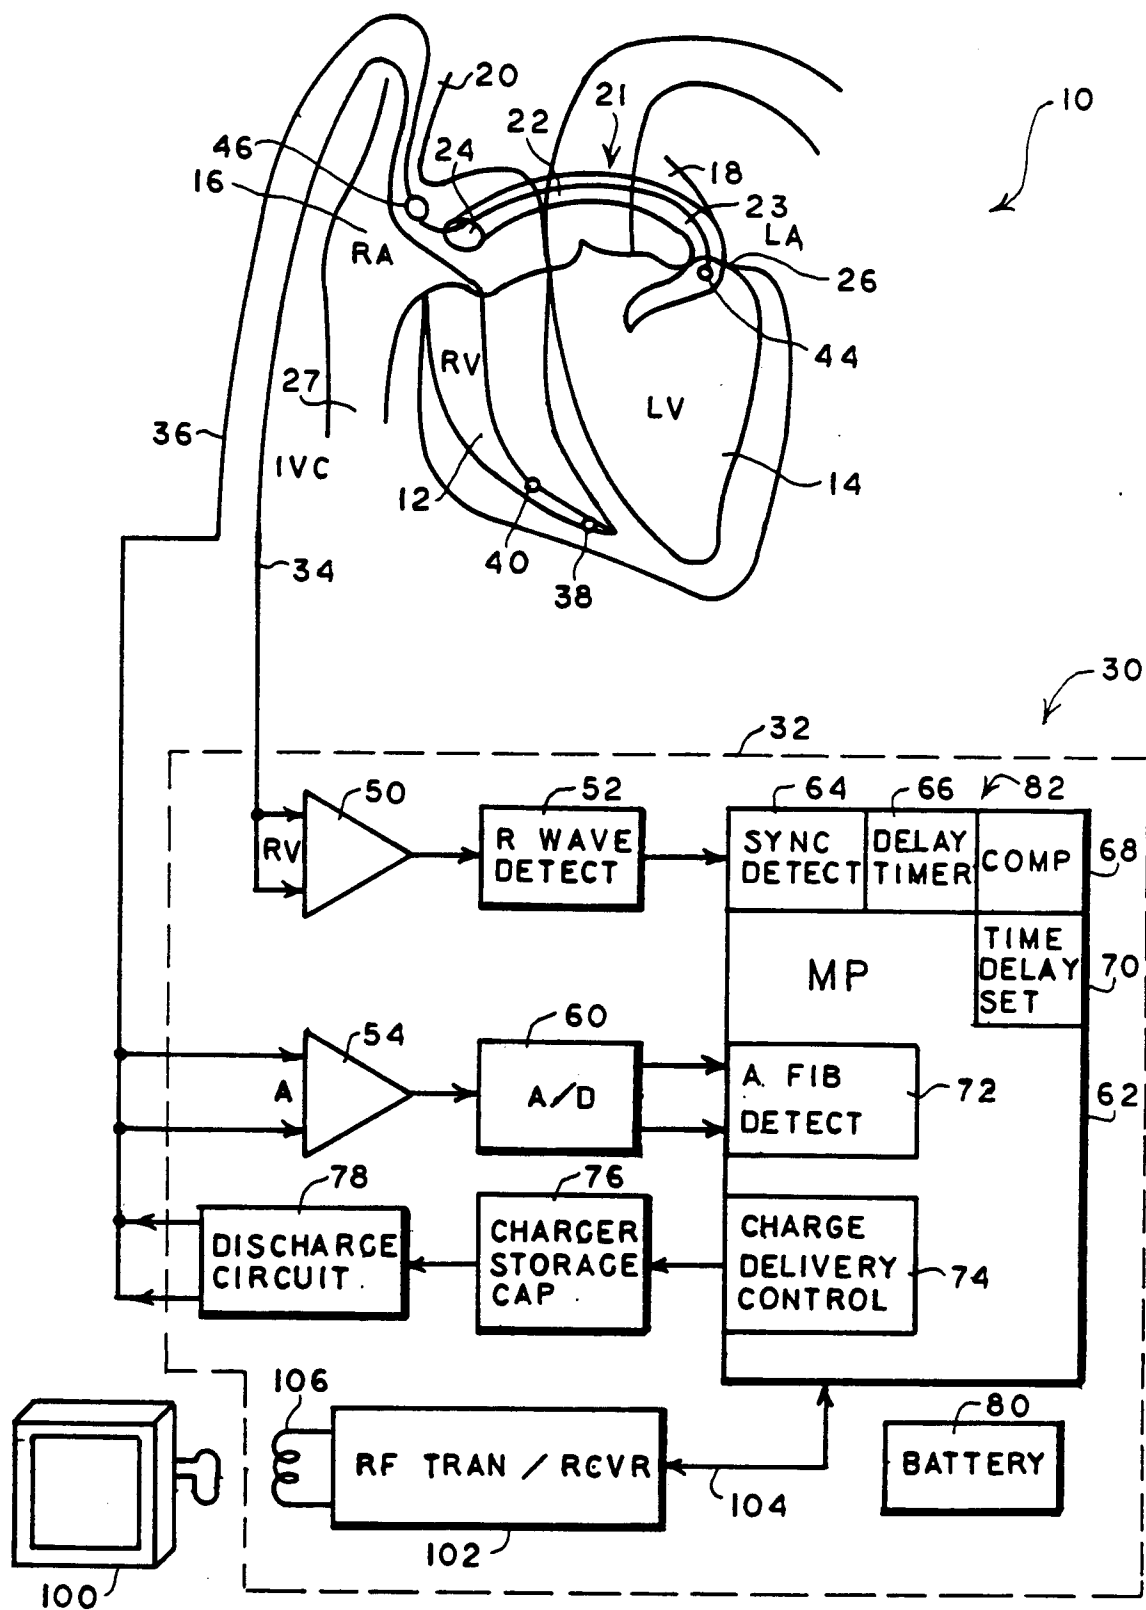 20
10
21
22
24
46
18
16
23
LA
RA
26
44
RV
27
LV
36
IVC
12
14
40
34
38
30
32
50
52
64
66
82
RV
R WAVE
DETECT
SYNC
DETECT
DELAY
TIMER
COMP
68
TIME
DELAY
SET
70
MP
54
60
A
A/D
A. FIB
DETECT
72
62
78
76
DISCHARGE
CIRCUIT
CHARGER
STORAGE
CAP
CHARGE
DELIVERY
CONTROL
74
106
80
RF TRAN / RCVR
BATTERY
104
102
100